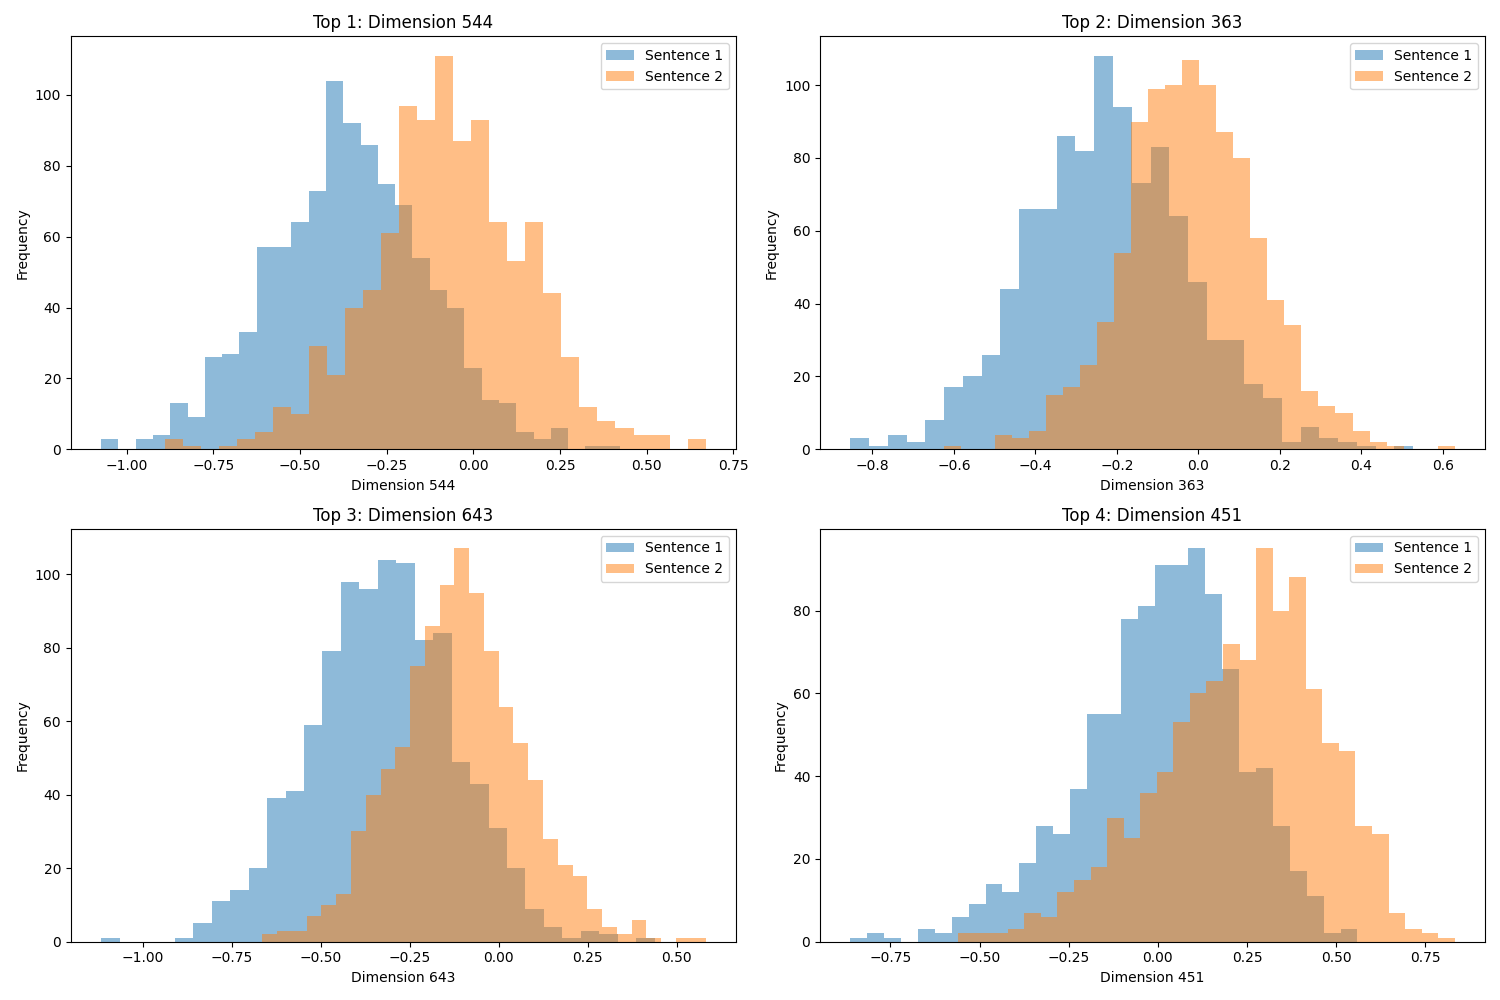 Top 1: Dimension 544
Sentence 1
Sentence 2
Frequency
100
80
60
40
20
0
−1.00 −0.75 −0.50 −0.25 0.00 0.25 0.50 0.75
Dimension 544
Top 2: Dimension 363
Sentence 1
Sentence 2
Frequency
100
80
60
40
20
0
−0.8 −0.6 −0.4 −0.2 0.0 0.2 0.4 0.6
Dimension 363
Top 3: Dimension 643
Sentence 1
Sentence 2
Frequency
100
80
60
40
20
0
−1.00 −0.75 −0.50 −0.25 0.00 0.25 0.50
Dimension 643
Top 4: Dimension 451
Sentence 1
Sentence 2
Frequency
80
60
40
20
0
−0.75 −0.50 −0.25 0.00 0.25 0.50 0.75
Dimension 451